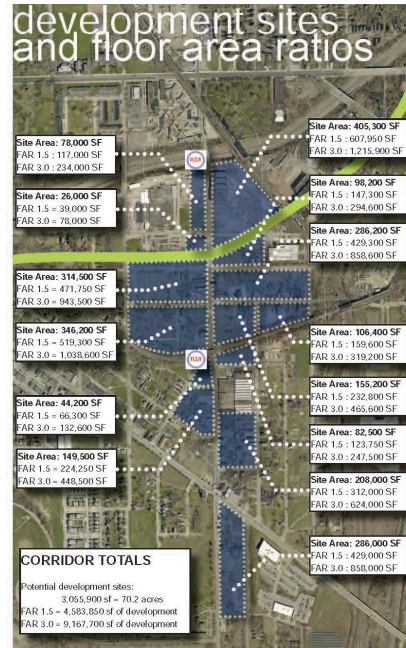 development sites
and floor area ratios
Site Area: 78,000 SF
FAR 1.5 : 117,000 SF
FAR 3.0 : 234,000 SF
Site Area: 26,000 SF
FAR 1.5 = 39,000 SF
FAR 3.0 = 78,000 SF
Site Area: 314,500 SF
FAR 1.5 = 471,750 SF
FAR 3.0 = 943,500 SF
Site Area: 346,200 SF
FAR 1.5 = 519,300 SF
FAR 3.0 = 1,038,600 SF
Site Area: 44,200 SF
FAR 1.5 = 66,300 SF
FAR 3.0 = 132,600 SF
Site Area: 149,500 SF
FAR 1.5 = 224,250 SF
FAR 3.0 = 448,500 SF
Site Area: 405,300 SF
FAR 1.5 : 607,950 SF
FAR 3.0 : 1,215,900 SF
Site Area: 98,200 SF
FAR 1.5 : 147,300 SF
FAR 3.0 : 294,600 SF
Site Area: 286,200 SF
FAR 1.5 : 429,300 SF
FAR 3.0 : 858,600 SF
Site Area: 106,400 SF
FAR 1.5 : 159,600 SF
FAR 3.0 : 319,200 SF
Site Area: 155,200 SF
FAR 1.5 : 232,800 SF
FAR 3.0 : 465,600 SF
Site Area: 82,500 SF
FAR 1.5 : 123,750 SF
FAR 3.0 : 247,500 SF
Site Area: 208,000 SF
FAR 1.5 : 312,000 SF
FAR 3.0 : 624,000 SF
Site Area: 286,000 SF
FAR 1.5 : 429,000 SF
FAR 3.0 : 858,000 SF
CORRIDOR TOTALS
Potential development sites:
3,055,900 sf = 70.2 acres
FAR 1.5 = 4,583,850 sf of development
FAR 3.0 = 9,167,700 sf of development